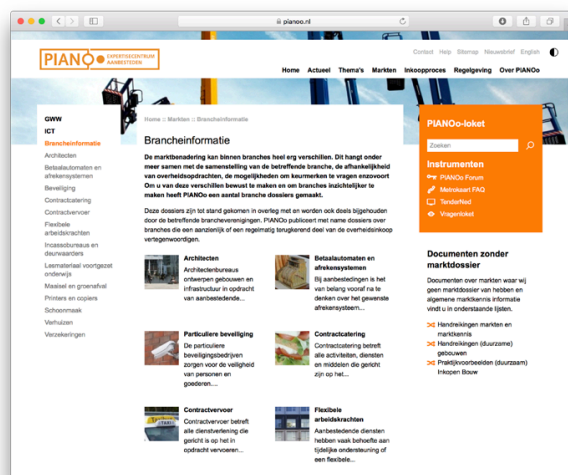 pianoo.nl
PIANOo EXPERTISECENTRUM
AANBESTEDEN
Contact Help Sitemap Nieuwsbrief English
Home Actueel Thema's Markten Inkoopproces Regelgeving Over PIANOo
GWW
ICT
Brancheinformatie
Architecten
Betaalautomaten en
afrekensystemen
Beveiliging
Contractcatering
Contractvervoer
Flexibele
arbeidskrachten
Incassobureaus en
deurwaarders
Leermateriaal voortgezet
onderwijs
Maaisel en groenafval
Printers en copiers
Schoonmaak
Verhuizen
Verzekeringen
Home :: Markten :: Brancheinformatie
Brancheinformatie
De marktbenadering kan binnen branches heel erg verschillen. Dit hangt onder
meer samen met de samenstelling van de betreffende branche, de afhankelijkheid
van overheidsopdrachten, de mogelijkheden om keurmerken te vragen enzovoort
Om u van deze verschillen bewust te maken en om branches inzichtelijker te
maken heeft PIANOo een aantal branche dossiers gemaakt.
Deze dossiers zijn tot stand gekomen in overleg met en worden ook deels bijgehouden
door de betreffende brancheverenigingen. PIANOo publiceert met name dossiers over
branches die een aanzienlijk of een regelmatig terugkerend deel van de overheidsinkoop
vertegenwoordigen.
Architecten
Architectenbureaus
ontwerpen gebouwen en
infrastructuur in opdracht
van aanbestedende...
Betaalautomaten en
afrekensystemen
Bij aanbestedingen is het
van belang vooraf na te
denken over het gewenste
afrekensysteem...
Particuliere beveiliging
De particuliere
beveiligingsbedrijven
zorgen voor de veiligheid
van personen en
goederen....
Contractcatering
Contractcatering betreft
alle activiteiten, diensten
en middelen die gericht
zijn op het...
Contractvervoer
Contractvervoer betreft
alle dienstverlening die
gericht is op het in
opdracht vervoeren...
TAXI
Flexibele
arbeidskrachten
Aanbestedende diensten
hebben vaak behoefte aan
tijdelijke ondersteuning of
een flexibele...
PIANOo-loket
Zoeken
Instrumenten
PIANOo Forum
Metrokaart FAQ
TenderNed
Vragenloket
Documenten zonder
marktdossier
Documenten over markten waar wij
geen marktdossier van hebben en
algemene marktkennis informatie
vindt u in onderstaande lijsten.
Handreikingen markten en
marktkennis
Handreikingen (duurzame)
gebouwen
Praktijkvoorbeelden (duurzaam)
Inkopen Bouw